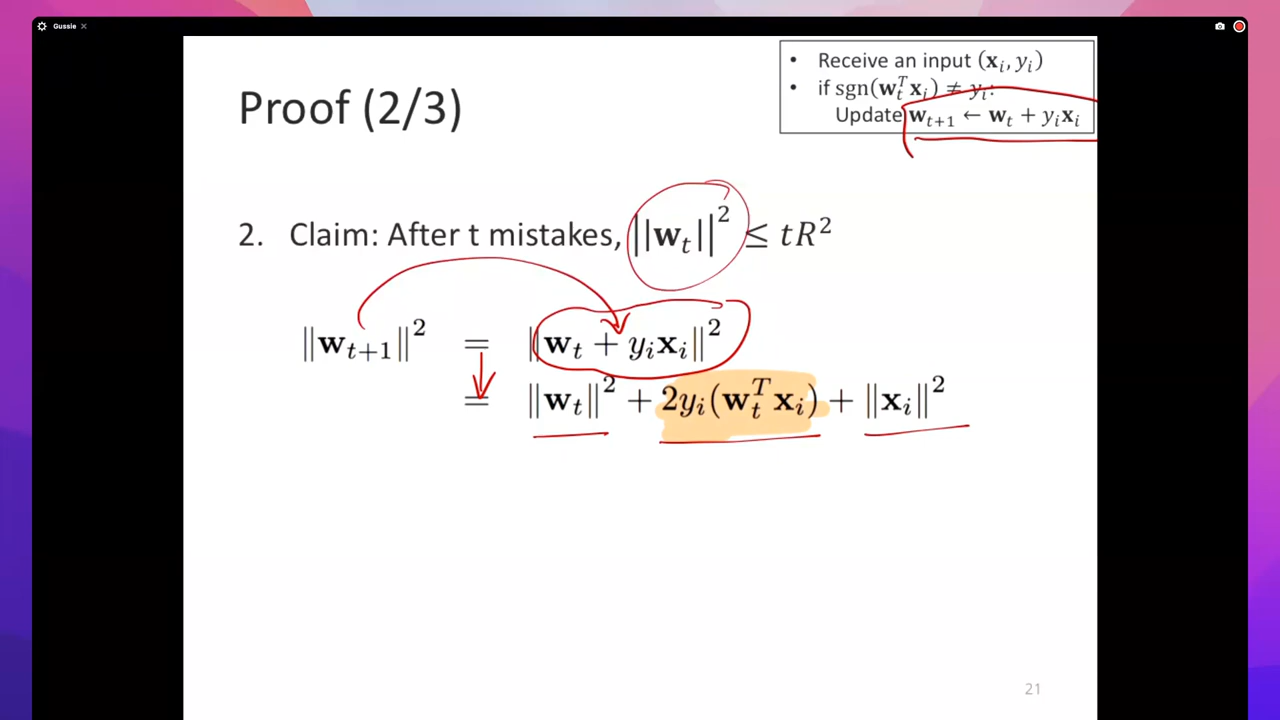 Gussie
• Receive an input (𝐱ᵢ, yᵢ)
• if sgn(𝐰ₜᵀ𝐱ᵢ) ≠ yᵢ:
Update 𝐰ₜ₊₁ ← 𝐰ₜ + yᵢ𝐱ᵢ
Proof (2/3)
2. Claim: After t mistakes, ||𝐰ₜ||² ≤ tR²
‖𝐰ₜ₊₁‖² = ‖𝐰ₜ + yᵢ𝐱ᵢ‖²
= ‖𝐰ₜ‖² + 2yᵢ(𝐰ₜᵀ𝐱ᵢ) + ‖𝐱ᵢ‖²
21